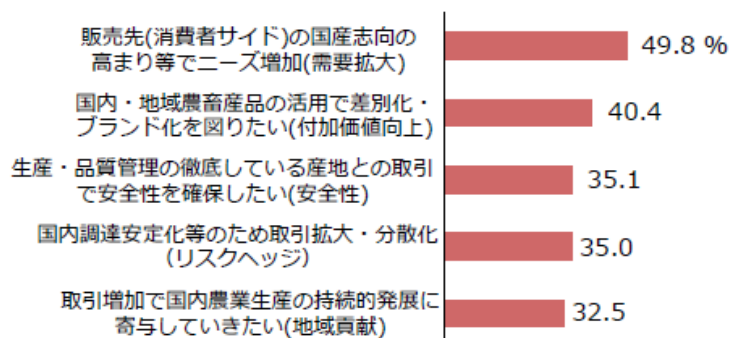 販売先(消費者サイド)の国産志向の
高まり等でニーズ増加(需要拡大)
49.8 %
国内・地域農畜産品の活用で差別化・
ブランド化を図りたい(付加価値向上)
40.4
生産・品質管理の徹底している産地との取引
で安全性を確保したい(安全性)
35.1
国内調達安定化等のため取引拡大・分散化
（リスクヘッジ）
35.0
取引増加で国内農業生産の持続的発展に
寄与していきたい(地域貢献)
32.5